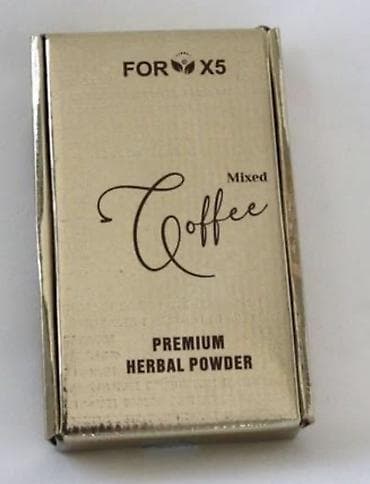 FOR X5
Mixed
Coffee
PREMIUM
HERBAL POWDER